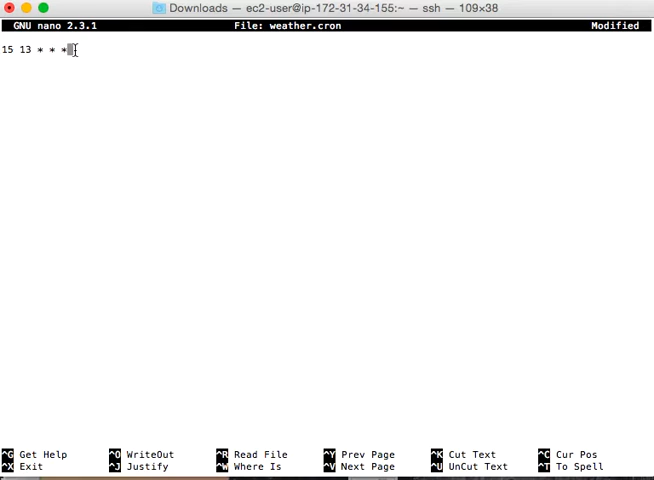 Downloads — ec2-user@ip-172-31-34-155:~ — ssh — 109×38
GNU nano 2.3.1 File: weather.cron Modified
15 13 * * *
^G Get Help ^O WriteOut ^R Read File ^Y Prev Page ^K Cut Text ^C Cur Pos
^X Exit ^J Justify ^W Where Is ^V Next Page ^U UnCut Text ^T To Spell